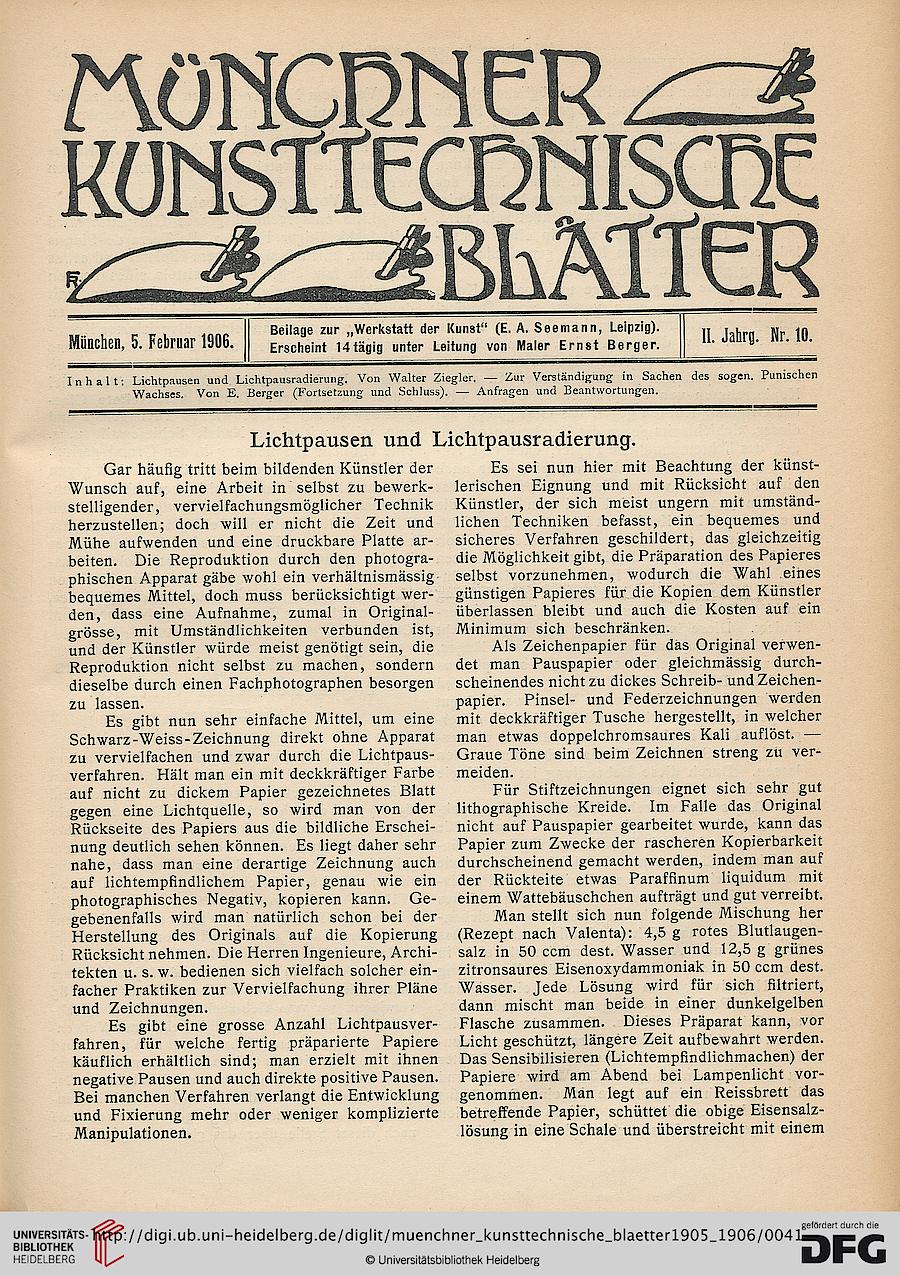 MÜNCHNER
KUNSTTECHNISCHE
BLÄTTER
München, 5. Februar 1906.
Beilage zur „Werkstatt der Kunst“ (E. A. Seemann, Leipzig).
Erscheint 14 tägig unter Leitung von Maler Ernst Berger.
II. Jahrg. Nr. 10.
Inhalt: Lichtpausen und Lichtpausradierung. Von Walter Ziegler. — Zur Verständigung in Sachen des sogen. Punischen
Wachses. Von E. Berger (Fortsetzung und Schluss). — Anfragen und Beantwortungen.
Lichtpausen und Lichtpausradierung.
Gar häufig tritt beim bildenden Künstler der
Wunsch auf, eine Arbeit in selbst zu bewerk-
stelligender, vervielfachungsmöglicher Technik
herzustellen; doch will er nicht die Zeit und
Mühe aufwenden und eine druckbare Platte ar-
beiten. Die Reproduktion durch den photogra-
phischen Apparat gäbe wohl ein verhältnismässig
bequemes Mittel, doch muss berücksichtigt wer-
den, dass eine Aufnahme, zumal in Original-
grösse, mit Umständlichkeiten verbunden ist,
und der Künstler würde meist genötigt sein, die
Reproduktion nicht selbst zu machen, sondern
dieselbe durch einen Fachphotographen besorgen
zu lassen.
Es gibt nun sehr einfache Mittel, um eine
Schwarz-Weiss-Zeichnung direkt ohne Apparat
zu vervielfachen und zwar durch die Lichtpaus-
verfahren. Hält man ein mit deckkräftiger Farbe
auf nicht zu dickem Papier gezeichnetes Blatt
gegen eine Lichtquelle, so wird man von der
Rückseite des Papiers aus die bildliche Erschei-
nung deutlich sehen können. Es liegt daher sehr
nahe, dass man eine derartige Zeichnung auch
auf lichtempfindlichem Papier, genau wie ein
photographisches Negativ, kopieren kann. Ge-
gebenenfalls wird man natürlich schon bei der
Herstellung des Originals auf die Kopierung
Rücksicht nehmen. Die Herren Ingenieure, Archi-
tekten u. s. w. bedienen sich vielfach solcher ein-
facher Praktiken zur Vervielfachung ihrer Pläne
und Zeichnungen.
Es gibt eine grosse Anzahl Lichtpausver-
fahren, für welche fertig präparierte Papiere
käuflich erhältlich sind; man erzielt mit ihnen
negative Pausen und auch direkte positive Pausen.
Bei manchen Verfahren verlangt die Entwicklung
und Fixierung mehr oder weniger komplizierte
Manipulationen.
Es sei nun hier mit Beachtung der künst-
lerischen Eignung und mit Rücksicht auf den
Künstler, der sich meist ungern mit umständ-
lichen Techniken befasst, ein bequemes und
sicheres Verfahren geschildert, das gleichzeitig
die Möglichkeit gibt, die Präparation des Papieres
selbst vorzunehmen, wodurch die Wahl eines
günstigen Papieres für die Kopien dem Künstler
überlassen bleibt und auch die Kosten auf ein
Minimum sich beschränken.
Als Zeichenpapier für das Original verwen-
det man Pauspapier oder gleichmässig durch-
scheinendes nicht zu dickes Schreib- und Zeichen-
papier. Pinsel- und Federzeichnungen werden
mit deckkräftiger Tusche hergestellt, in welcher
man etwas doppelchromsaures Kali auflöst. —
Graue Töne sind beim Zeichnen streng zu ver-
meiden.
Für Stiftzeichnungen eignet sich sehr gut
lithographische Kreide. Im Falle das Original
nicht auf Pauspapier gearbeitet wurde, kann das
Papier zum Zwecke der rascheren Kopierbarkeit
durchscheinend gemacht werden, indem man auf
der Rückteite etwas Paraffinum liquidum mit
einem Wattebäuschchen aufträgt und gut verreibt.
Man stellt sich nun folgende Mischung her
(Rezept nach Valenta): 4,5 g rotes Blutlaugen-
salz in 50 ccm dest. Wasser und 12,5 g grünes
zitronsaures Eisenoxydammoniak in 50 ccm dest.
Wasser. Jede Lösung wird für sich filtriert,
dann mischt man beide in einer dunkelgelben
Flasche zusammen. Dieses Präparat kann, vor
Licht geschützt, längere Zeit aufbewahrt werden.
Das Sensibilisieren (Lichtempfindlichmachen) der
Papiere wird am Abend bei Lampenlicht vor-
genommen. Man legt auf ein Reissbrett das
betreffende Papier, schüttet die obige Eisensalz-
lösung in eine Schale und überstreicht mit einem
UNIVERSITÄTS-
BIBLIOTHEK
HEIDELBERG
http://digi.ub.uni-heidelberg.de/diglit/muenchner_kunsttechnische_blaetter1905_1906/0041
© Universitätsbibliothek Heidelberg
gefördert durch die
DFG